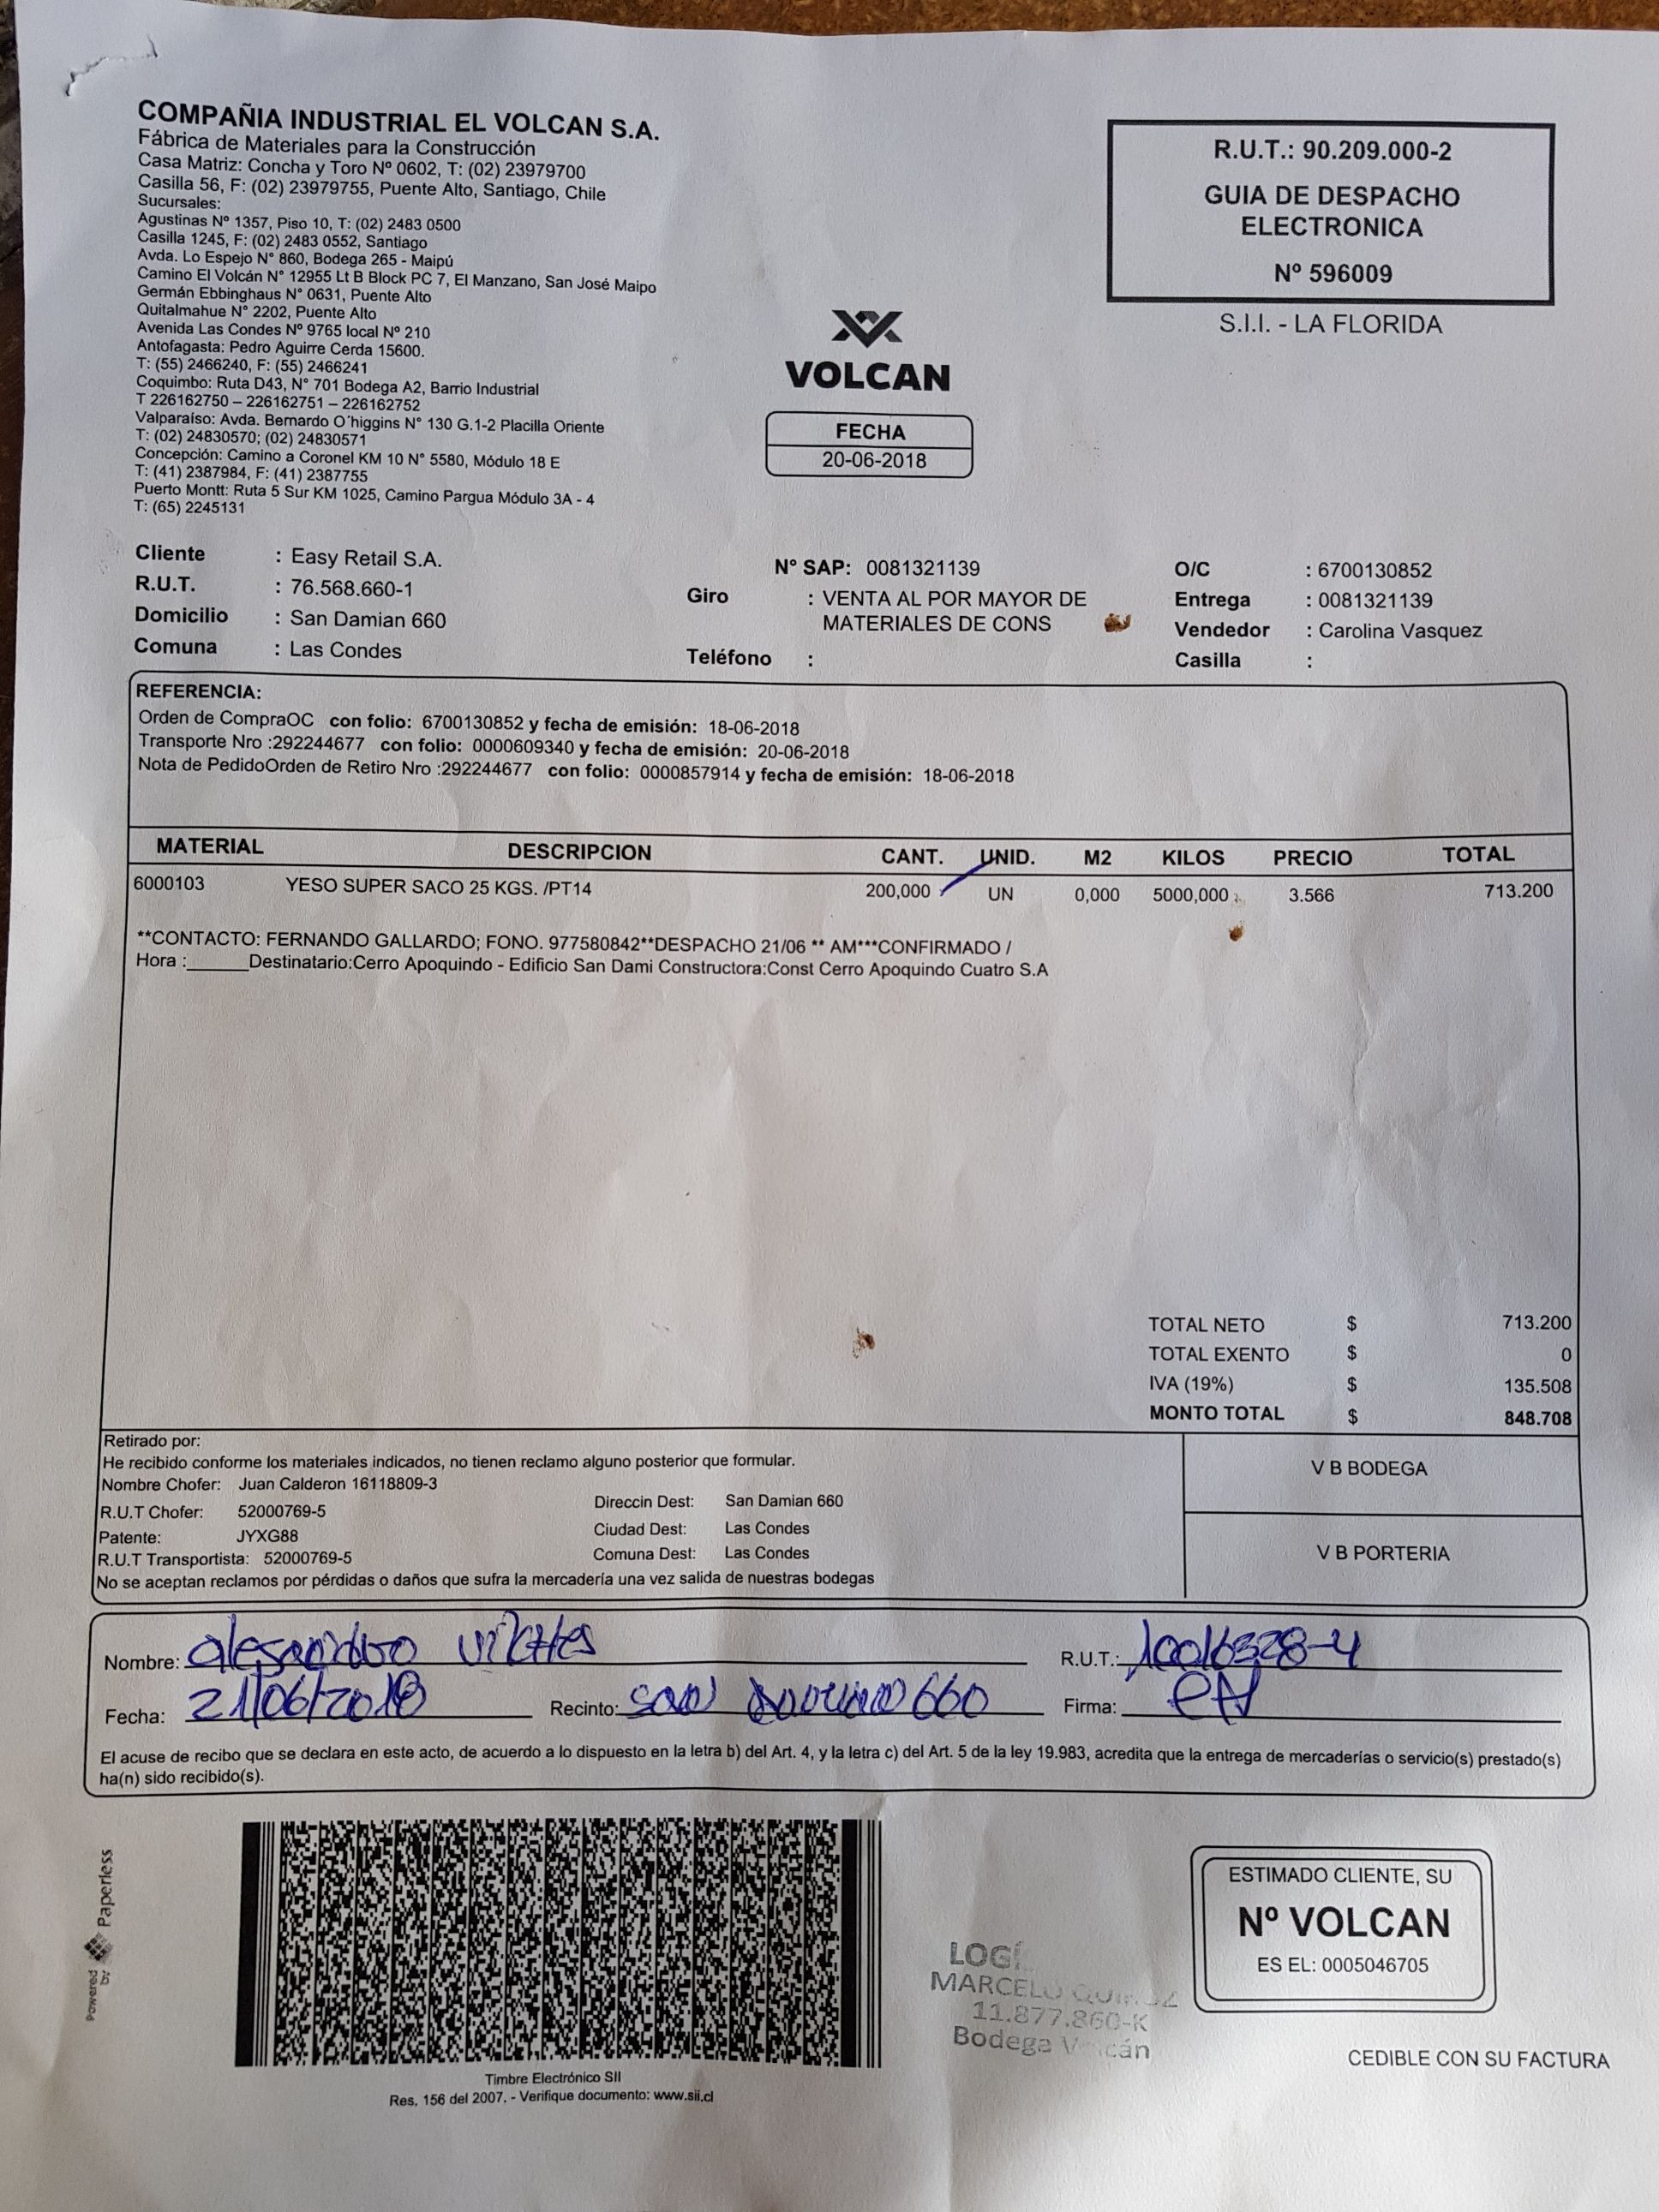 COMPAÑIA INDUSTRIAL EL VOLCAN S.A.
Fábrica de Materiales para la Construcción
Casa Matriz: Concha y Toro Nº 0602, T: (02) 23979700
Casilla 56, F: (02) 23979755, Puente Alto, Santiago, Chile
Sucursales:
Agustinas Nº 1357, Piso 10, T: (02) 2483 0500
Casilla 1245, F: (02) 2483 0552, Santiago
Avda. Lo Espejo N° 860, Bodega 265 - Maipú
Camino El Volcán N° 12955 Lt B Block PC 7, El Manzano, San José Maipo
Germán Ebbinghaus N° 0631, Puente Alto
Quitalmahue N° 2202, Puente Alto
Avenida Las Condes Nº 9765 local Nº 210
Antofagasta: Pedro Aguirre Cerda 15600.
T: (55) 2466240, F: (55) 2466241
Coquimbo: Ruta D43, N° 701 Bodega A2, Barrio Industrial
T 226162750 – 226162751 – 226162752
Valparaíso: Avda. Bernardo O´higgins N° 130 G.1-2 Placilla Oriente
T: (02) 24830570; (02) 24830571
Concepción: Camino a Coronel KM 10 N° 5580, Módulo 18 E
T: (41) 2387984, F: (41) 2387755
Puerto Montt: Ruta 5 Sur KM 1025, Camino Pargua Módulo 3A - 4
T: (65) 2245131
R.U.T.: 90.209.000-2
GUIA DE DESPACHO
ELECTRONICA
Nº 596009
S.I.I. - LA FLORIDA
VOLCAN
FECHA
20-06-2018
Cliente : Easy Retail S.A.
R.U.T. : 76.568.660-1
Domicilio : San Damian 660
Comuna : Las Condes
Nº SAP: 0081321139
Giro : VENTA AL POR MAYOR DE
MATERIALES DE CONS
Teléfono :
O/C : 6700130852
Entrega : 0081321139
Vendedor : Carolina Vasquez
Casilla :
REFERENCIA:
Orden de CompraOC con folio: 6700130852 y fecha de emisión: 18-06-2018
Transporte Nro :292244677 con folio: 0000609340 y fecha de emisión: 20-06-2018
Nota de PedidoOrden de Retiro Nro :292244677 con folio: 0000857914 y fecha de emisión: 18-06-2018
MATERIAL DESCRIPCION CANT. UNID. M2 KILOS PRECIO TOTAL
6000103 YESO SUPER SACO 25 KGS. /PT14 200,000 UN 0,000 5000,000 3.566 713.200
**CONTACTO: FERNANDO GALLARDO; FONO. 977580842**DESPACHO 21/06 ** AM***CONFIRMADO /
Hora :______Destinatario:Cerro Apoquindo - Edificio San Dami Constructora:Const Cerro Apoquindo Cuatro S.A
TOTAL NETO $ 713.200
TOTAL EXENTO $ 0
IVA (19%) $ 135.508
MONTO TOTAL $ 848.708
Retirado por:
He recibido conforme los materiales indicados, no tienen reclamo alguno posterior que formular.
Nombre Chofer: Juan Calderon 16118809-3
R.U.T Chofer: 52000769-5
Patente: JYXG88
R.U.T Transportista: 52000769-5
Direccin Dest: San Damian 660
Ciudad Dest: Las Condes
Comuna Dest: Las Condes
No se aceptan reclamos por pérdidas o daños que sufra la mercadería una vez salida de nuestras bodegas
V B BODEGA
V B PORTERIA
Nombre: vilches R.U.T.: 10016328-4
Fecha: 21/06/2018 Recinto: san 660 Firma:
El acuse de recibo que se declara en este acto, de acuerdo a lo dispuesto en la letra b) del Art. 4, y la letra c) del Art. 5 de la ley 19.983, acredita que la entrega de mercaderías o servicio(s) prestado(s)
ha(n) sido recibido(s).
Powered by: Paperless
Timbre Electrónico SII
Res. 156 del 2007. - Verifique documento: www.sii.cl
MARCELO
11.877.860-K
Bodega
ESTIMADO CLIENTE, SU
Nº VOLCAN
ES EL: 0005046705
CEDIBLE CON SU FACTURA